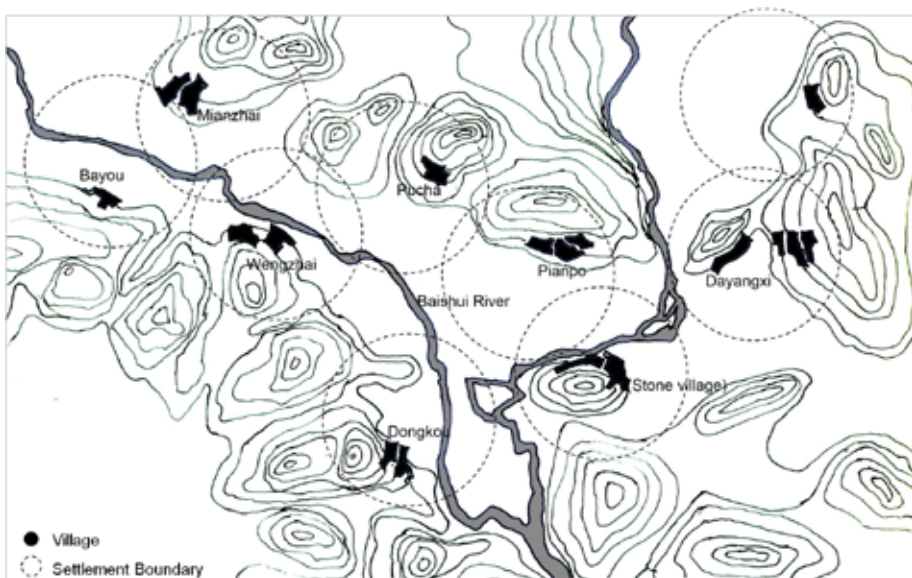 Mianzhai
Bayou
Pucha
Wengzhai
Pianpo
Dayangxi
Baishui River
(Stone village)
Dongkou
Village
Settlement Boundary